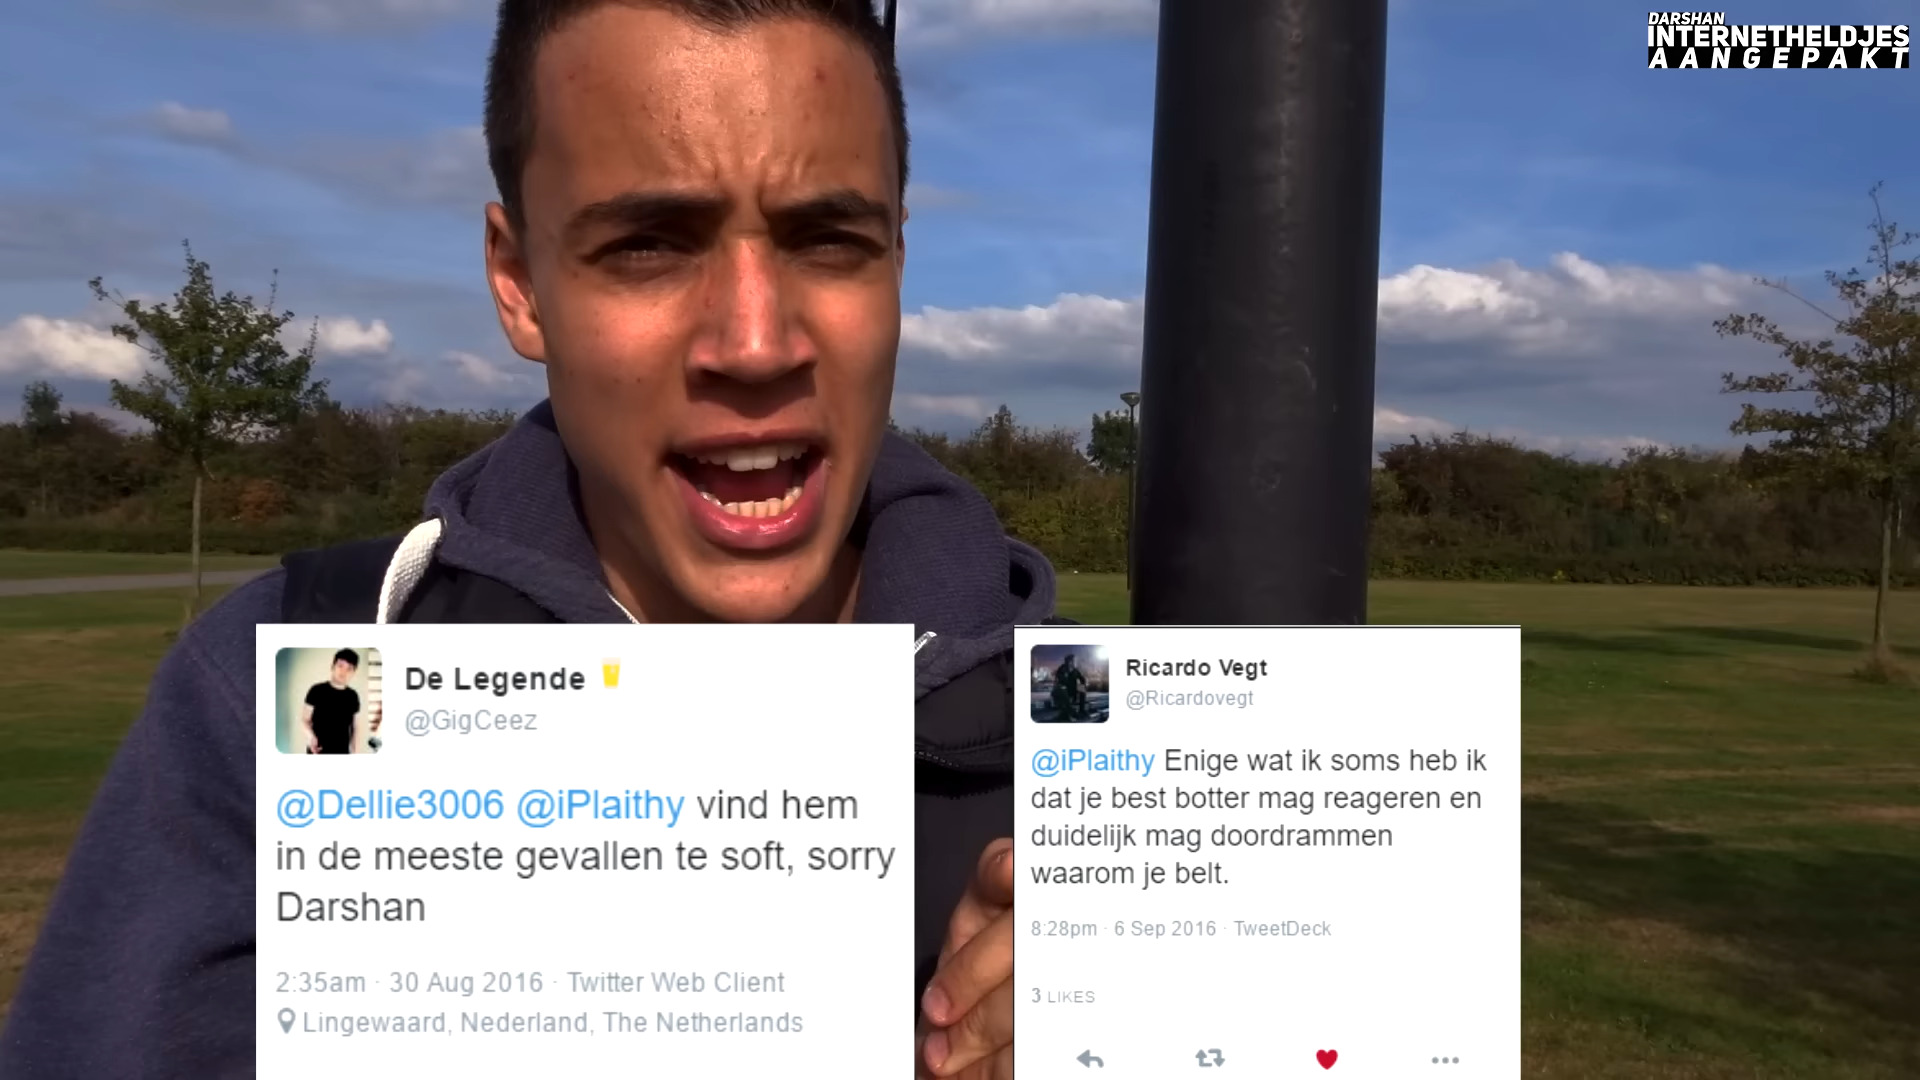 DARSHAN
INTERNETHELDJES
AANGEPAKT
De Legende
@GigCeez
@Dellie3006 @iPlaithy vind hem
in de meeste gevallen te soft, sorry
Darshan
2:35am · 30 Aug 2016 · Twitter Web Client
Lingewaard, Nederland, The Netherlands
Ricardo Vegt
@Ricardovegt
@iPlaithy Enige wat ik soms heb ik
dat je best botter mag reageren en
duidelijk mag doordrammen
waarom je belt.
8:28pm · 6 Sep 2016 · TweetDeck
3 LIKES